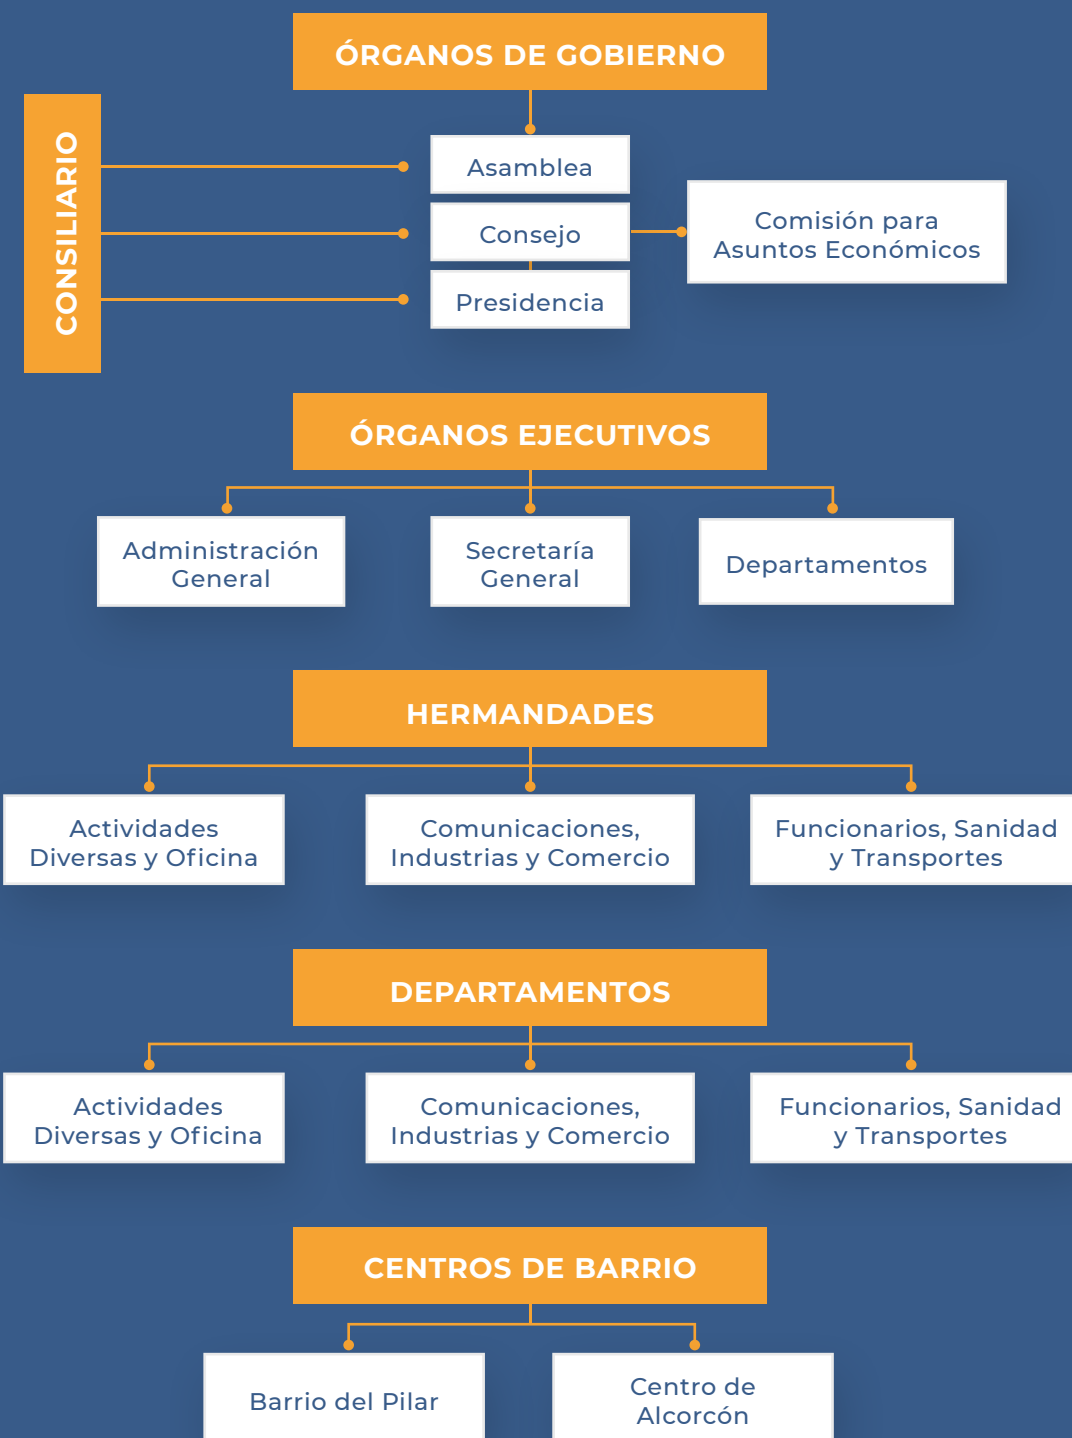 ÓRGANOS DE GOBIERNO
CONSILIARIO
Asamblea
Consejo
Presidencia
Comisión para
Asuntos Económicos
ÓRGANOS EJECUTIVOS
Administración
General
Secretaría
General
Departamentos
HERMANDADES
Actividades
Diversas y Oficina
Comunicaciones,
Industrias y Comercio
Funcionarios, Sanidad
y Transportes
DEPARTAMENTOS
Actividades
Diversas y Oficina
Comunicaciones,
Industrias y Comercio
Funcionarios, Sanidad
y Transportes
CENTROS DE BARRIO
Barrio del Pilar
Centro de
Alcorcón